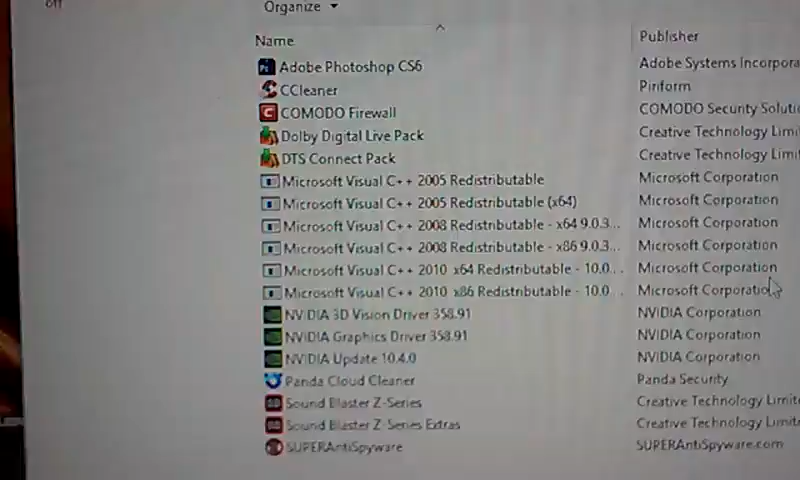 off
Organize
Name Publisher
Adobe Photoshop CS6 Adobe Systems Incorpora
CCleaner Piriform
COMODO Firewall COMODO Security Soluti
Dolby Digital Live Pack Creative Technology Limi
DTS Connect Pack Creative Technology Limi
Microsoft Visual C++ 2005 Redistributable Microsoft Corporation
Microsoft Visual C++ 2005 Redistributable (x64) Microsoft Corporation
Microsoft Visual C++ 2008 Redistributable - x64 9.0.3... Microsoft Corporation
Microsoft Visual C++ 2008 Redistributable - x86 9.0.3... Microsoft Corporation
Microsoft Visual C++ 2010 x64 Redistributable - 10.0... Microsoft Corporation
Microsoft Visual C++ 2010 x86 Redistributable - 10.0... Microsoft Corporation
NVIDIA 3D Vision Driver 358.91 NVIDIA Corporation
NVIDIA Graphics Driver 358.91 NVIDIA Corporation
NVIDIA Update 10.4.0 NVIDIA Corporation
Panda Cloud Cleaner Panda Security
Sound Blaster Z-Series Creative Technology Limit
Sound Blaster Z-Series Extras Creative Technology Limit
SUPERAntiSpyware SUPERAntiSpyware.com